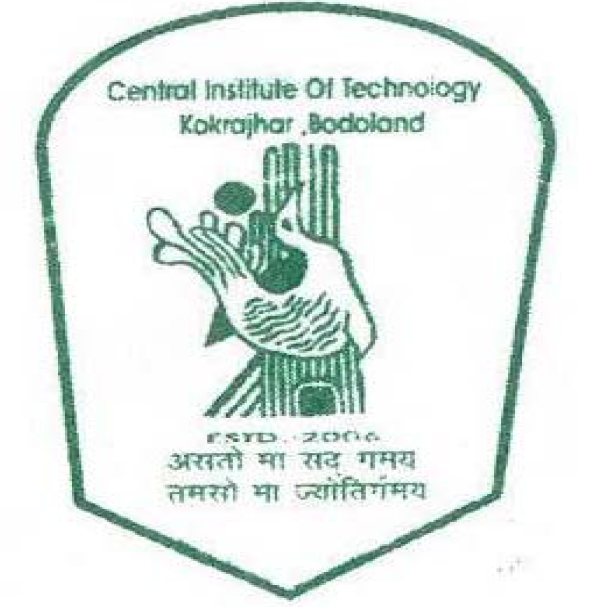 Central Institute Of Technology
Kokrajhar ,Bodoland
ESTD. 2006
असतो मा सद् गमय
तमसो मा ज्योतिर्गमय